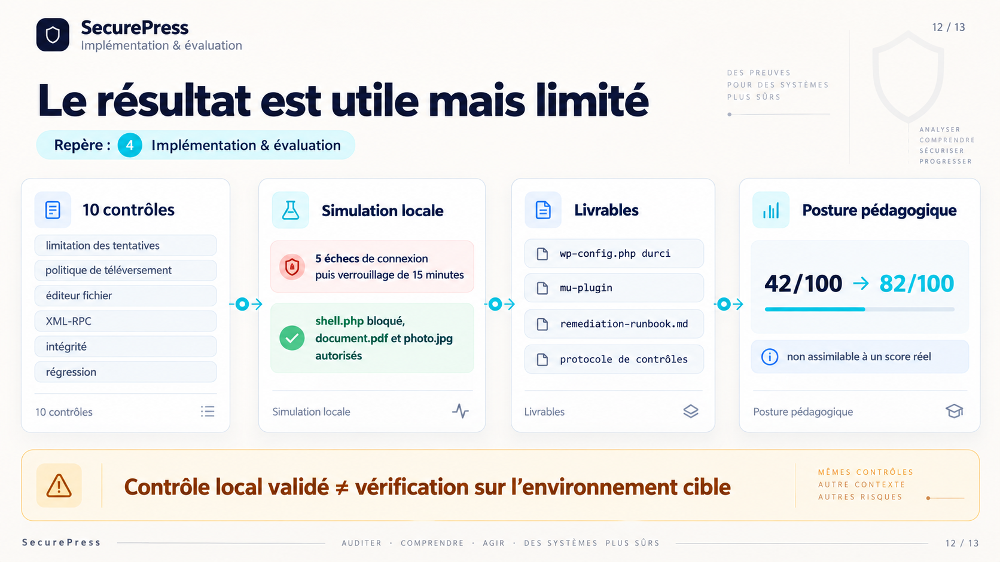 SecurePress
Implémentation & évaluation
12 / 13
DES PREUVES
POUR DES SYSTÈMES
PLUS SÛRS
ANALYSER
COMPRENDRE
SÉCURISER
PROGRESSER
Le résultat est utile mais limité
Repère : 4 Implémentation & évaluation
10 contrôles
limitation des tentatives
politique de téléversement
éditeur fichier
XML-RPC
intégrité
régression
10 contrôles
Simulation locale
5 échecs de connexion
puis verrouillage de 15 minutes
shell.php bloqué,
document.pdf et photo.jpg
autorisés
Simulation locale
Livrables
wp-config.php durci
mu-plugin
remediation-runbook.md
protocole de contrôles
Livrables
Posture pédagogique
42/100 → 82/100
non assimilable à un score réel
Posture pédagogique
Contrôle local validé ≠ vérification sur l’environnement cible
MÊMES CONTRÔLES
AUTRE CONTEXTE
AUTRES RISQUES
SecurePress
AUDITER · COMPRENDRE · AGIR · DES SYSTÈMES PLUS SÛRS
12 / 13